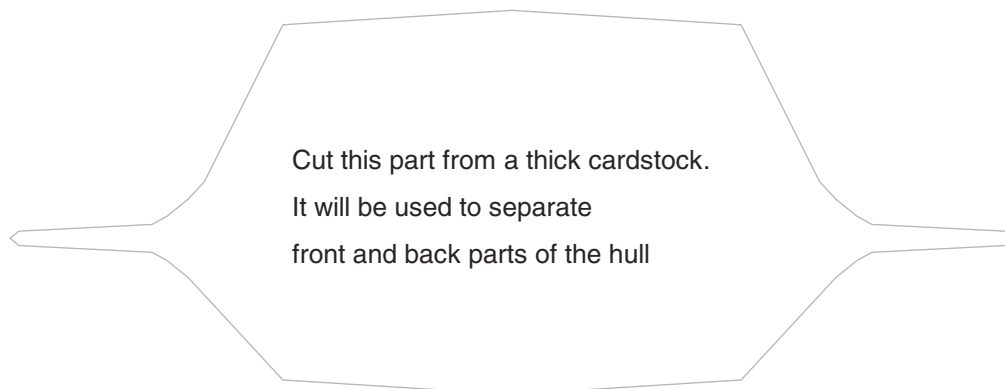 Cut this part from a thick cardstock.
It will be used to separate
front and back parts of the hull